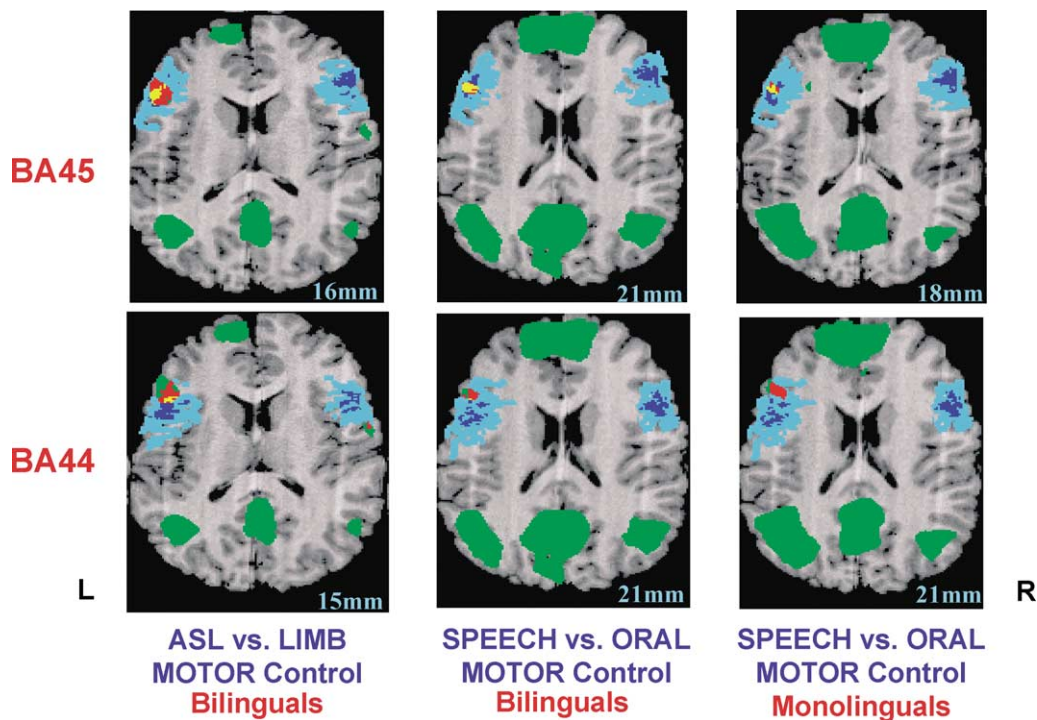 BA45
16mm
21mm
18mm
BA44
15mm
21mm
21mm
L
R
ASL vs. LIMB
MOTOR Control
Bilinguals
SPEECH vs. ORAL
MOTOR Control
Bilinguals
SPEECH vs. ORAL
MOTOR Control
Monolinguals